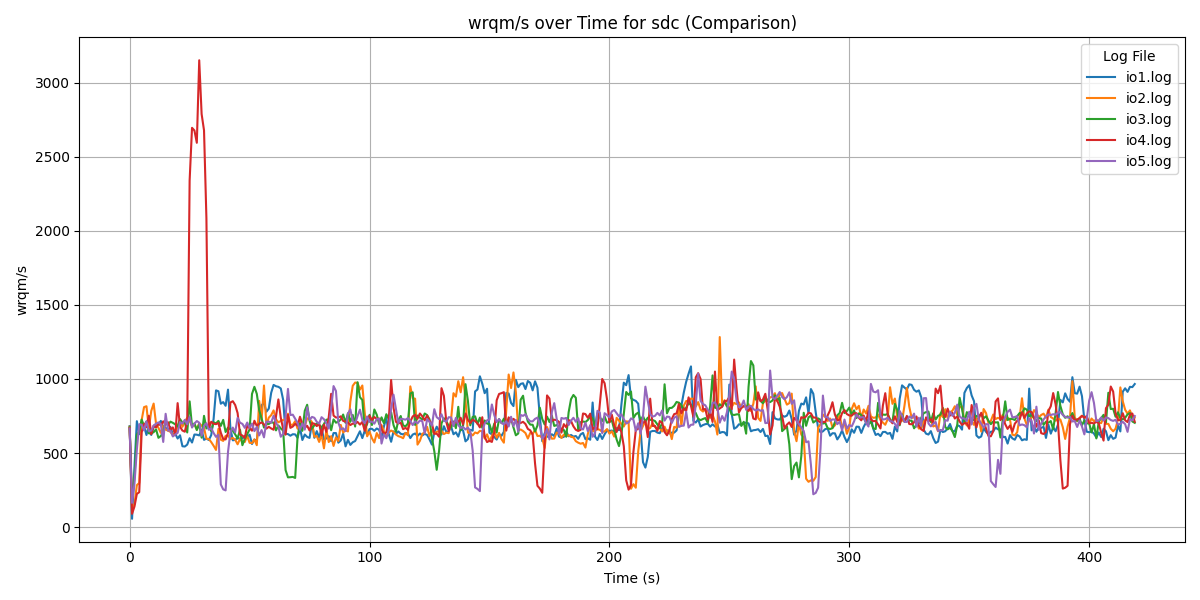 wrqm/s over Time for sdc (Comparison)
wrqm/s
3000
2500
2000
1500
1000
500
0
0 100 200 300 400
Time (s)
Log File
io1.log
io2.log
io3.log
io4.log
io5.log